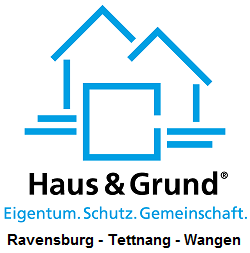 Haus & Grund®
Eigentum. Schutz. Gemeinschaft.
Ravensburg - Tettnang - Wangen